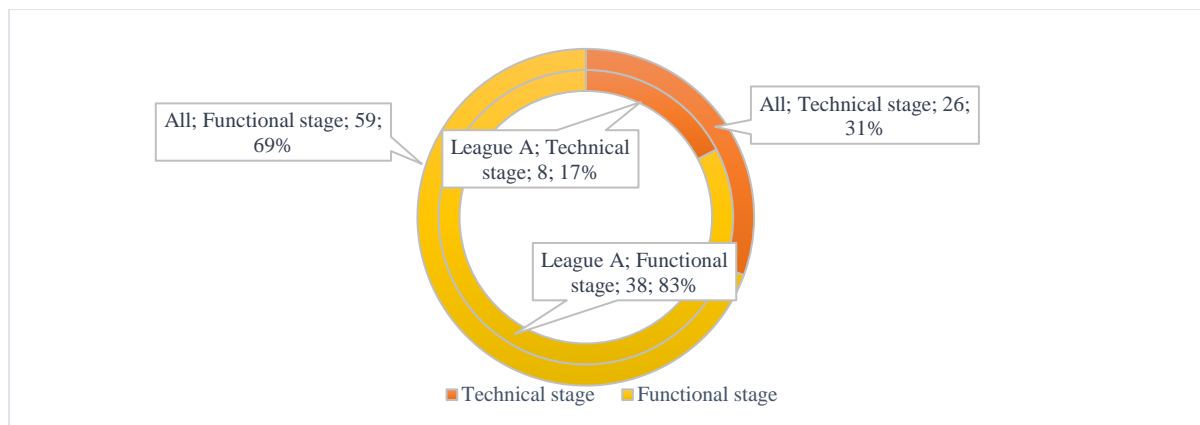 All; Functional stage; 59;
69%
All; Technical stage; 26;
31%
League A; Technical
stage; 8; 17%
League A; Functional
stage; 38; 83%
Technical stage
Functional stage